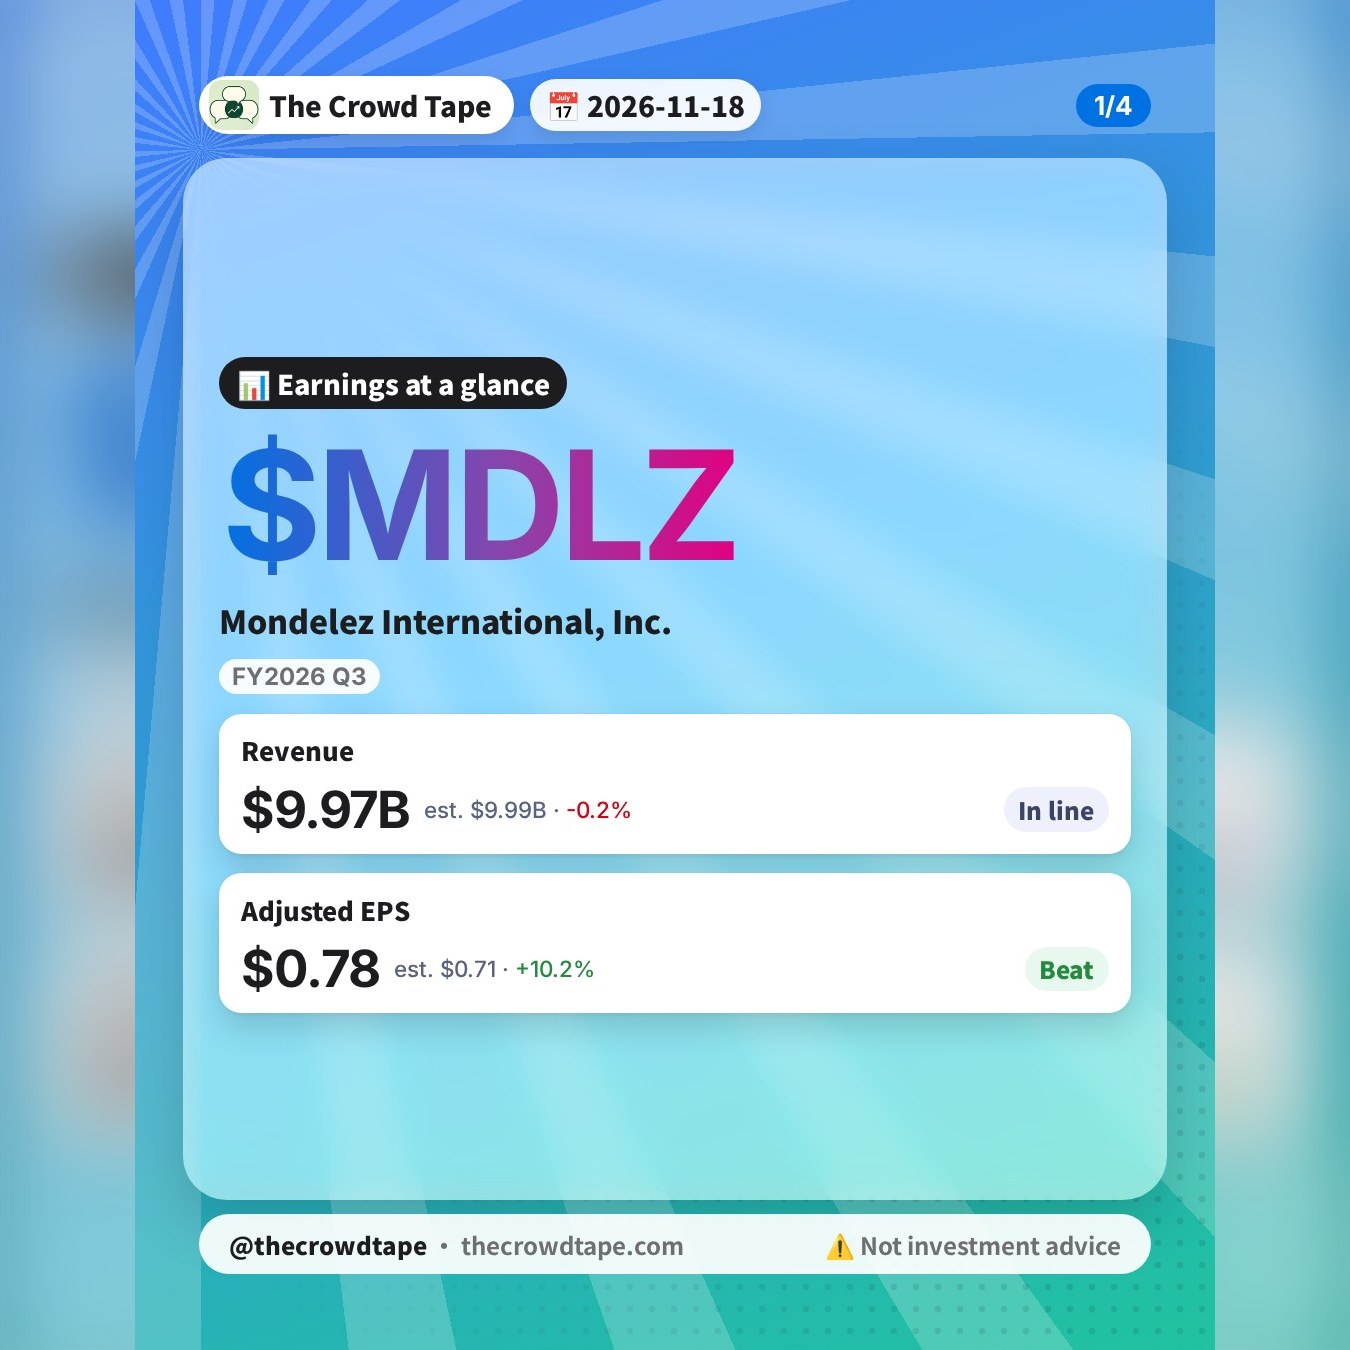 The Crowd Tape
📅 2026-11-18
1/4
📊 Earnings at a glance
$MDLZ
Mondelez International, Inc.
FY2026 Q3
Revenue
$9.97B est. $9.99B · -0.2%
In line
Adjusted EPS
$0.78 est. $0.71 · +10.2%
Beat
@thecrowdtape • thecrowdtape.com
⚠️ Not investment advice